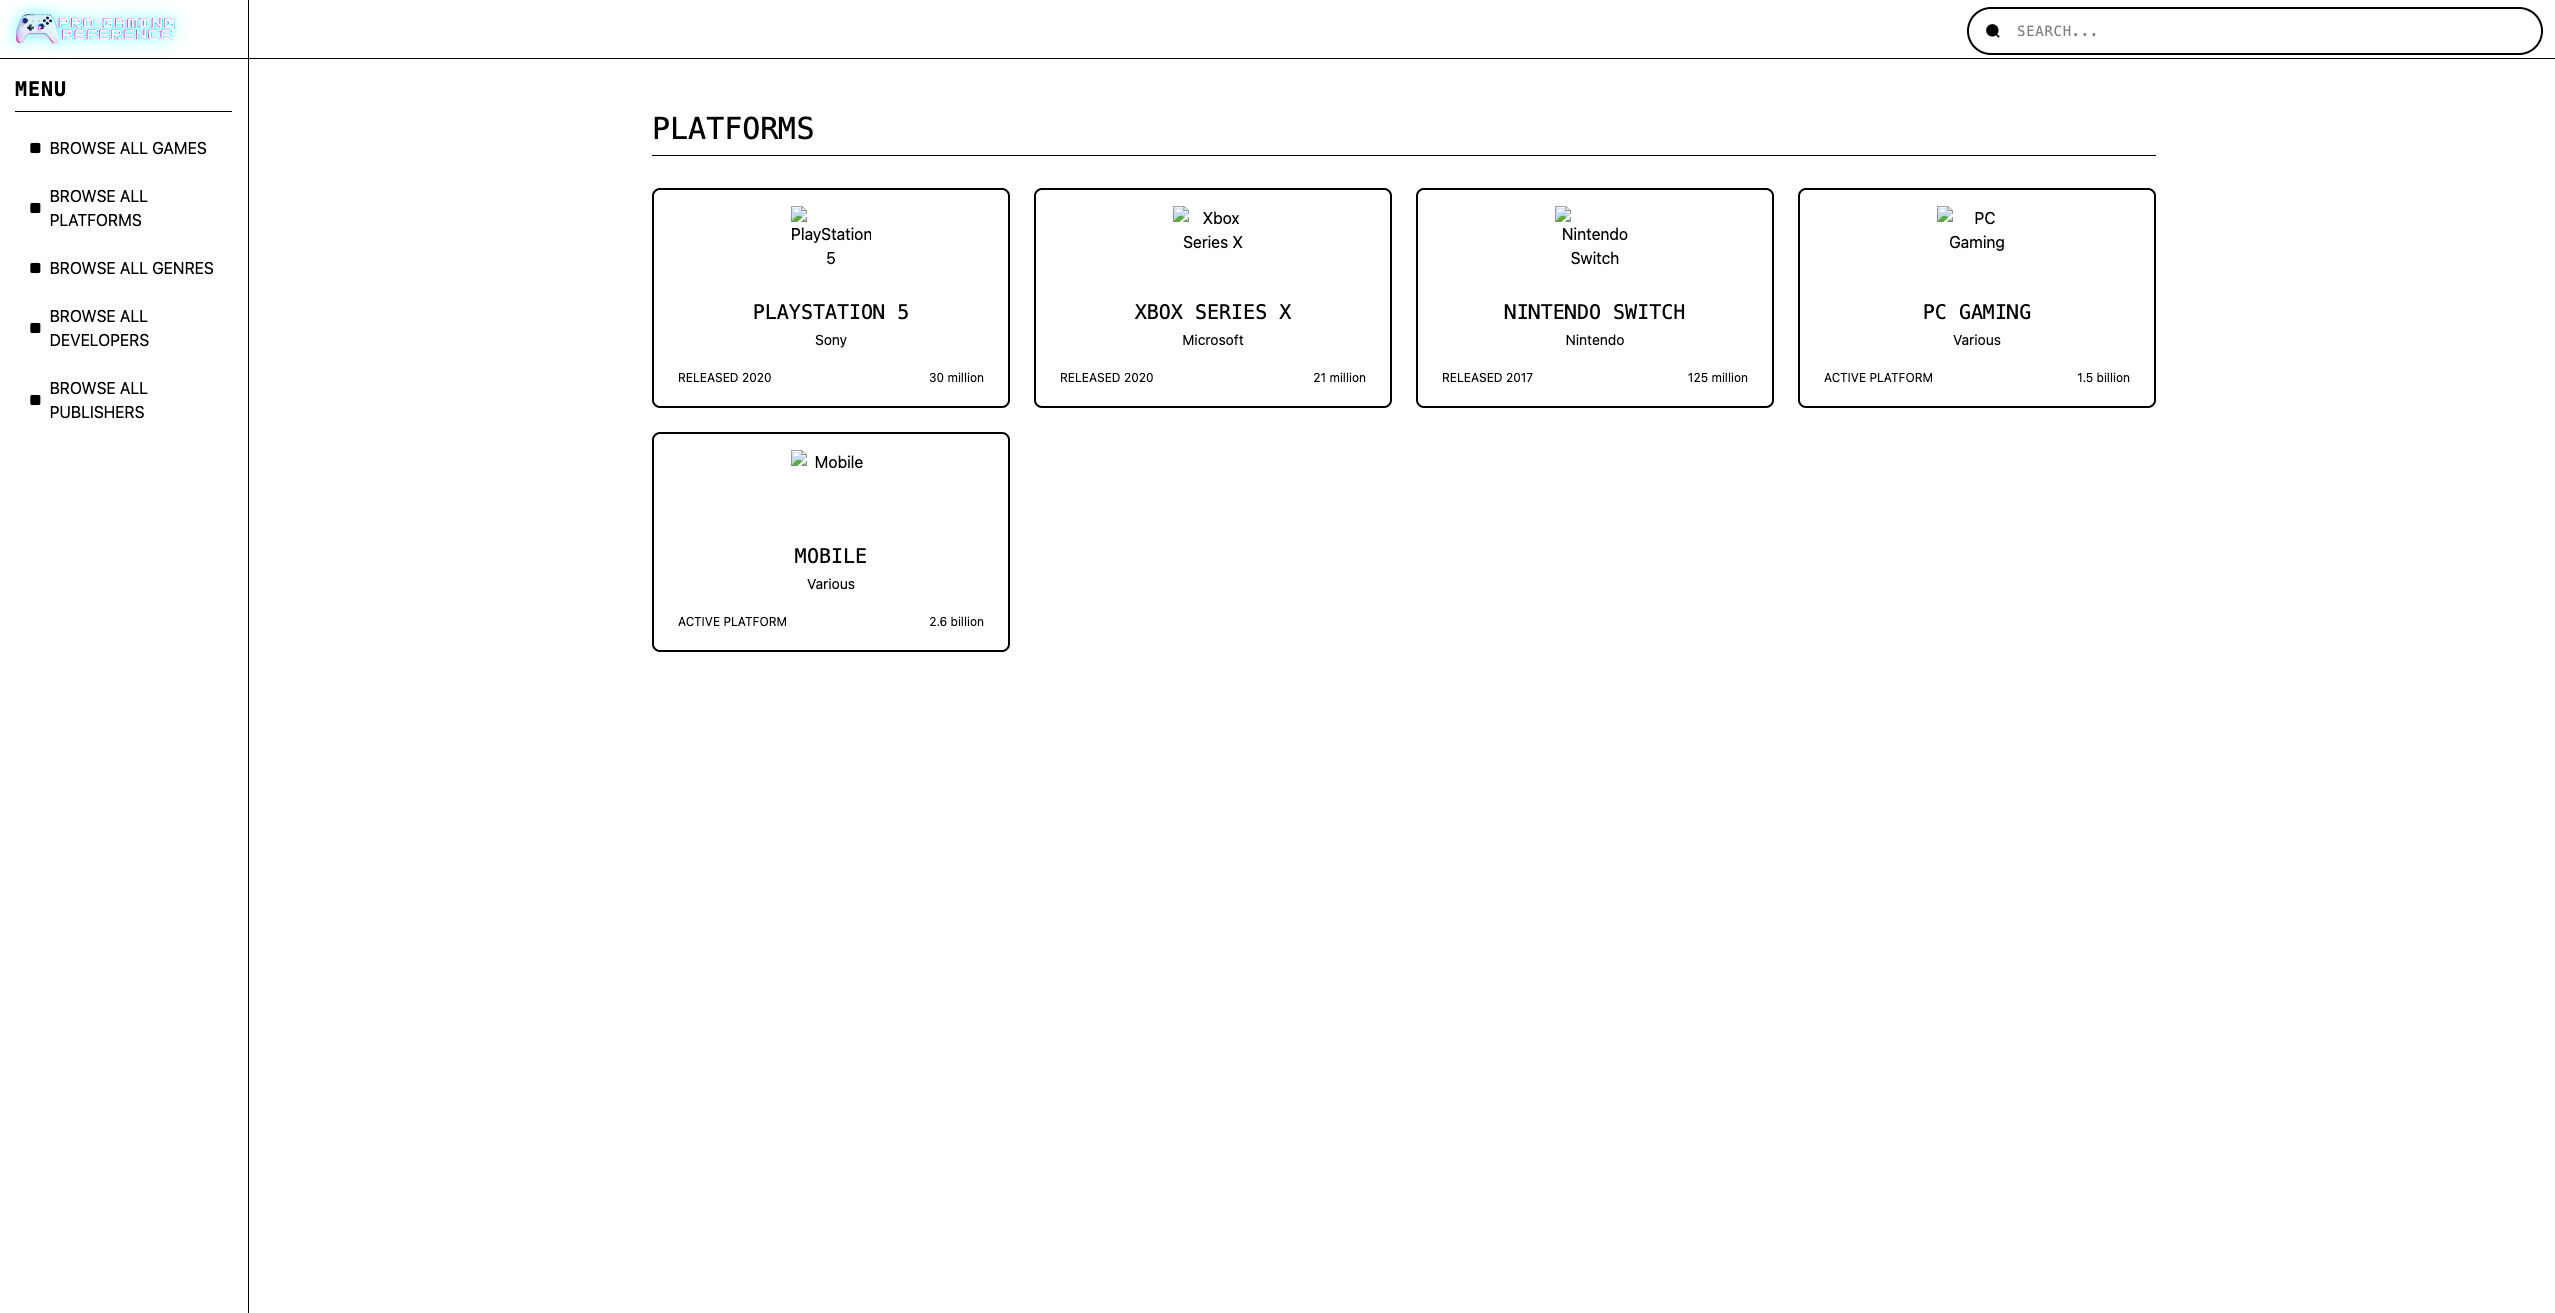 PRO GAMING
REFERENCE
SEARCH...
MENU
BROWSE ALL GAMES
BROWSE ALL
PLATFORMS
BROWSE ALL GENRES
BROWSE ALL
DEVELOPERS
BROWSE ALL
PUBLISHERS
PLATFORMS
PlayStation
5
PLAYSTATION 5
Sony
RELEASED 2020 30 million
Xbox
Series X
XBOX SERIES X
Microsoft
RELEASED 2020 21 million
Nintendo
Switch
NINTENDO SWITCH
Nintendo
RELEASED 2017 125 million
PC
Gaming
PC GAMING
Various
ACTIVE PLATFORM 1.5 billion
Mobile
MOBILE
Various
ACTIVE PLATFORM 2.6 billion